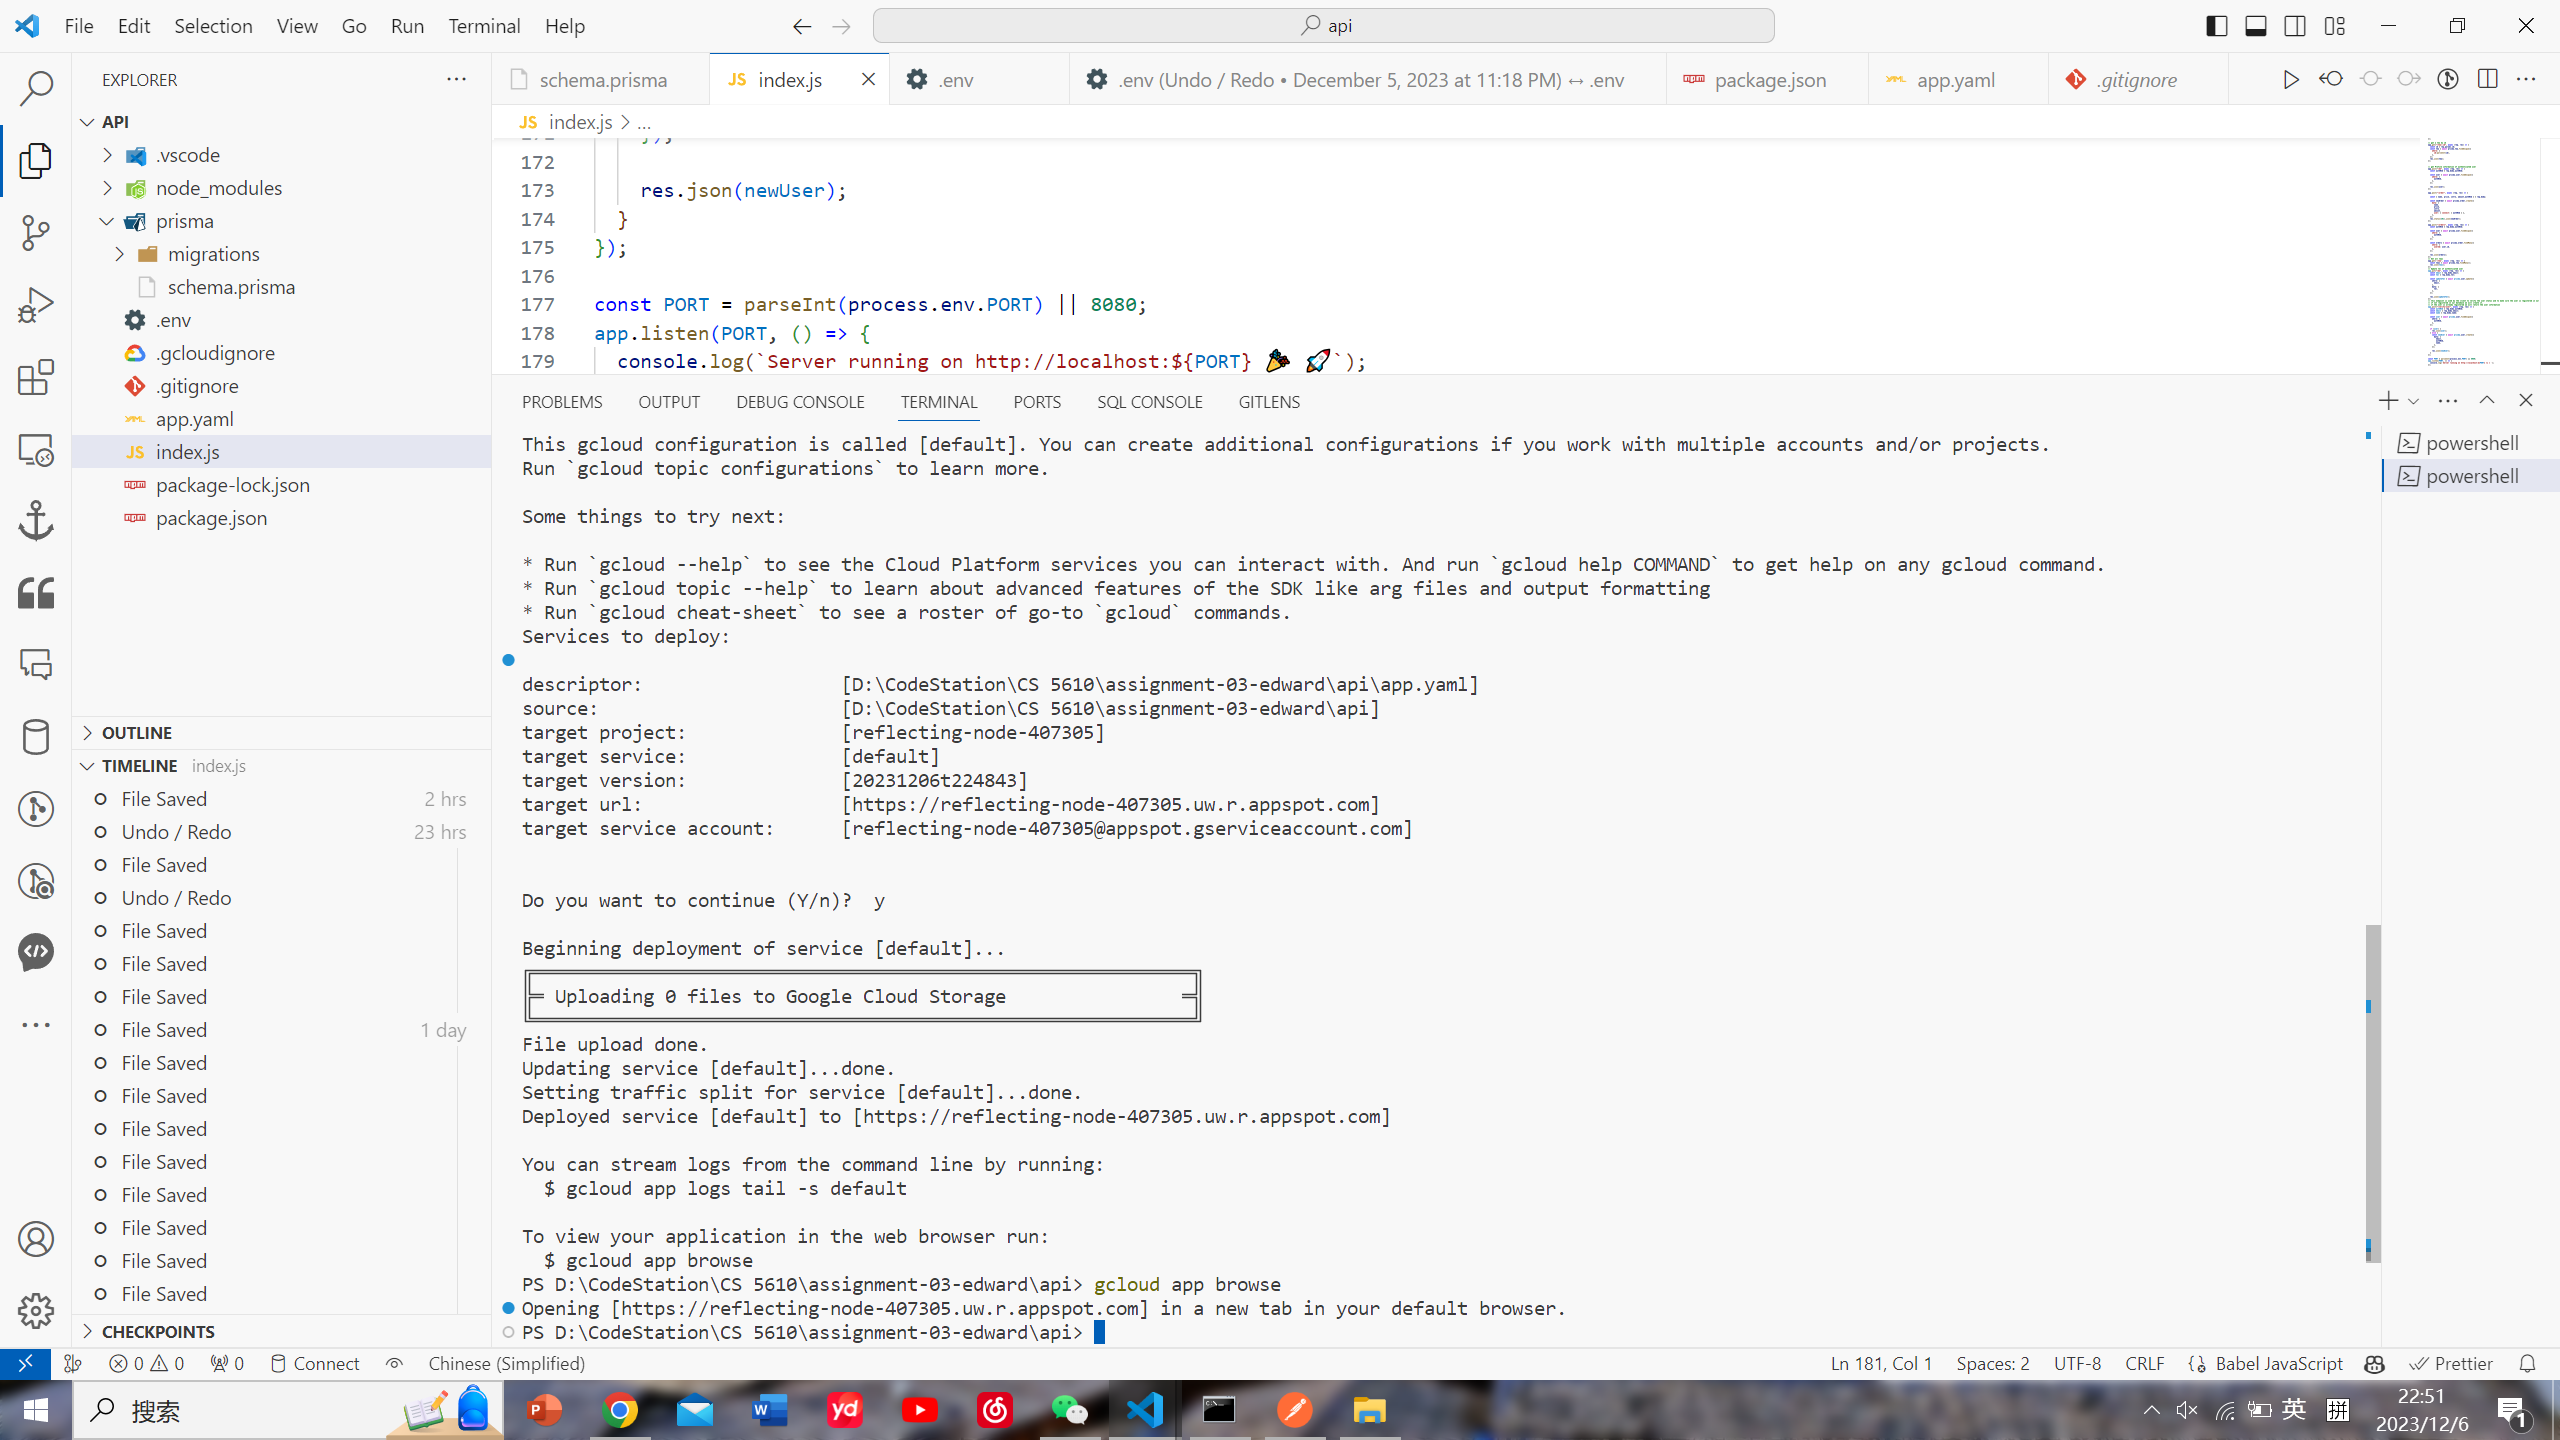 File Edit Selection View Go Run Terminal Help
api
EXPLORER
schema.prisma
JS index.js
.env
.env (Undo / Redo • December 5, 2023 at 11:18 PM) ↔ .env
package.json
app.yaml
.gitignore
JS index.js > ...
API
.vscode
node_modules
prisma
migrations
schema.prisma
.env
.gcloudignore
.gitignore
app.yaml
JS index.js
package-lock.json
package.json
172
173 res.json(newUser);
174 }
175 });
176
177 const PORT = parseInt(process.env.PORT) || 8080;
178 app.listen(PORT, () => {
179 console.log(`Server running on http://localhost:${PORT} 🎉 🚀`);
PROBLEMS OUTPUT DEBUG CONSOLE TERMINAL PORTS SQL CONSOLE GITLENS
This gcloud configuration is called [default]. You can create additional configurations if you work with multiple accounts and/or projects.
Run `gcloud topic configurations` to learn more.
Some things to try next:
* Run `gcloud --help` to see the Cloud Platform services you can interact with. And run `gcloud help COMMAND` to get help on any gcloud command.
* Run `gcloud topic --help` to learn about advanced features of the SDK like arg files and output formatting
* Run `gcloud cheat-sheet` to see a roster of go-to `gcloud` commands.
Services to deploy:
descriptor: [D:\CodeStation\CS 5610\assignment-03-edward\api\app.yaml]
source: [D:\CodeStation\CS 5610\assignment-03-edward\api]
target project: [reflecting-node-407305]
target service: [default]
target version: [20231206t224843]
target url: [https://reflecting-node-407305.uw.r.appspot.com]
target service account: [reflecting-node-407305@appspot.gserviceaccount.com]
Do you want to continue (Y/n)? y
Beginning deployment of service [default]...
Uploading 0 files to Google Cloud Storage
File upload done.
Updating service [default]...done.
Setting traffic split for service [default]...done.
Deployed service [default] to [https://reflecting-node-407305.uw.r.appspot.com]
You can stream logs from the command line by running:
$ gcloud app logs tail -s default
To view your application in the web browser run:
$ gcloud app browse
PS D:\CodeStation\CS 5610\assignment-03-edward\api> gcloud app browse
Opening [https://reflecting-node-407305.uw.r.appspot.com] in a new tab in your default browser.
PS D:\CodeStation\CS 5610\assignment-03-edward\api>
powershell
powershell
OUTLINE
TIMELINE index.js
File Saved 2 hrs
Undo / Redo 23 hrs
File Saved
Undo / Redo
File Saved
File Saved
File Saved
File Saved 1 day
File Saved
File Saved
File Saved
File Saved
File Saved
File Saved
File Saved
File Saved
CHECKPOINTS
0 0 0 Connect Chinese (Simplified)
Ln 181, Col 1 Spaces: 2 UTF-8 CRLF Babel JavaScript Prettier
搜索
英 拼
22:51
2023/12/6
1